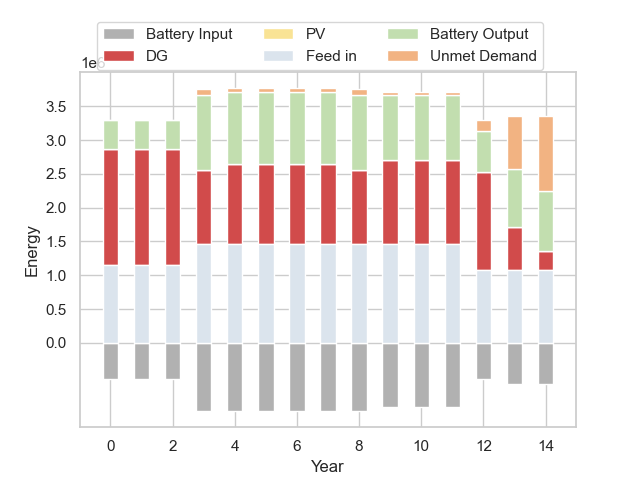 Battery Input PV Battery Output
DG Feed in Unmet Demand
1e6
3.5
3.0
2.5
2.0
1.5
1.0
0.5
0.0
Energy
0 2 4 6 8 10 12 14
Year